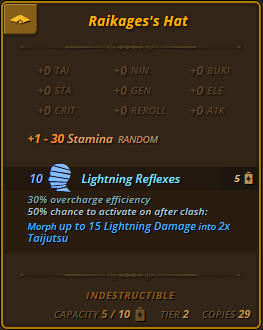 Raikages's Hat
+0 TAI +0 NIN +0 BUKI
+0 STA +0 GEN +0 ELE
+0 CRIT +0 REROLL +0 ATK
+1 - 30 Stamina RANDOM
10 Lightning Reflexes 5
30% overcharge efficiency
50% chance to activate on after clash:
Morph up to 15 Lightning Damage into 2x
Taijutsu
INDESTRUCTIBLE
CAPACITY 5 / 10 TIER 2 COPIES 29